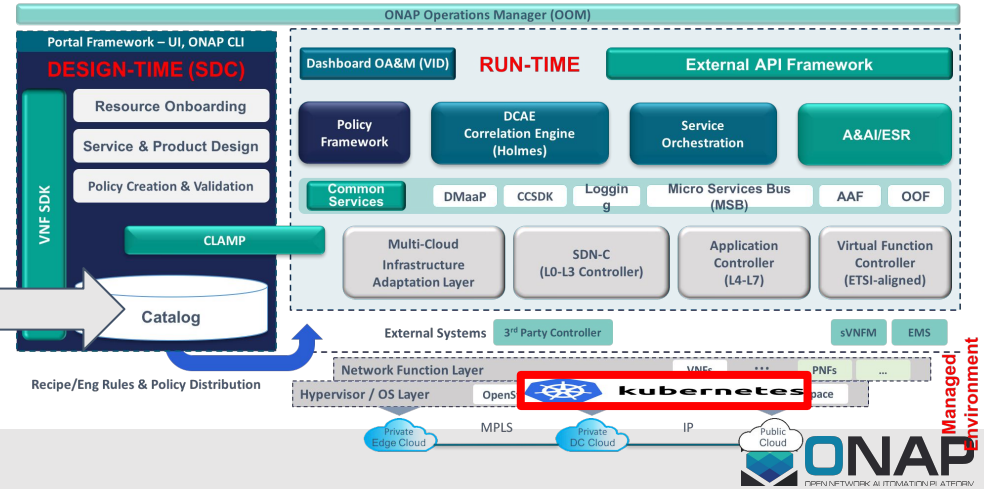 ONAP Operations Manager (OOM)
Portal Framework – UI, ONAP CLI
DESIGN-TIME (SDC)
VNF SDK
Resource Onboarding
Service & Product Design
Policy Creation & Validation
CLAMP
Catalog
Recipe/Eng Rules & Policy Distribution
Dashboard OA&M (VID)
RUN-TIME
External API Framework
Policy
Framework
DCAE
Correlation Engine
(Holmes)
Service
Orchestration
A&AI/ESR
Common
Services
DMaaP
CCSDK
Loggin
g
Micro Services Bus
(MSB)
AAF
OOF
Multi-Cloud
Infrastructure
Adaptation Layer
SDN-C
(L0-L3 Controller)
Application
Controller
(L4-L7)
Virtual Function
Controller
(ETSI-aligned)
External Systems
3rd Party Controller
sVNFM
EMS
Network Function Layer
VNFs
...
PNFs
...
Hypervisor / OS Layer
kubernetes
Managed
Environment
Private
Edge Cloud
MPLS
Private
DC Cloud
IP
Public
Cloud
ONAP
OPEN NETWORK AUTOMATION PLATFORM